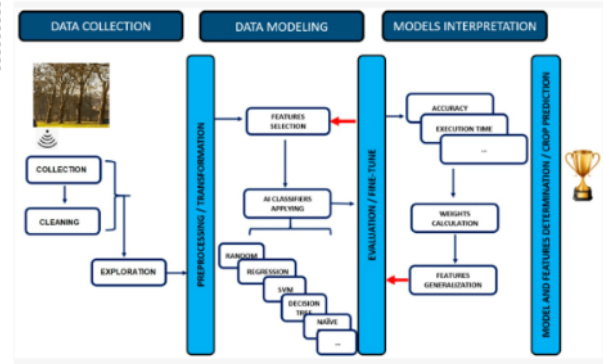 DATA COLLECTION
DATA MODELING
MODELS INTERPRETATION
COLLECTION
CLEANING
EXPLORATION
PREPROCESSING / TRANSFORMATION
FEATURES
SELECTION
AI CLASSIFIERS
APPLYING
RANDOM
REGRESSION
SVM
DECISION
TREE
NAÏVE
...
EVALUATION / FINE-TUNE
ACCURACY
EXECUTION TIME
...
WEIGHTS
CALCULATION
FEATURES
GENERALIZATION
MODEL AND FEATURES DETERMINATION / CROP PREDICTION